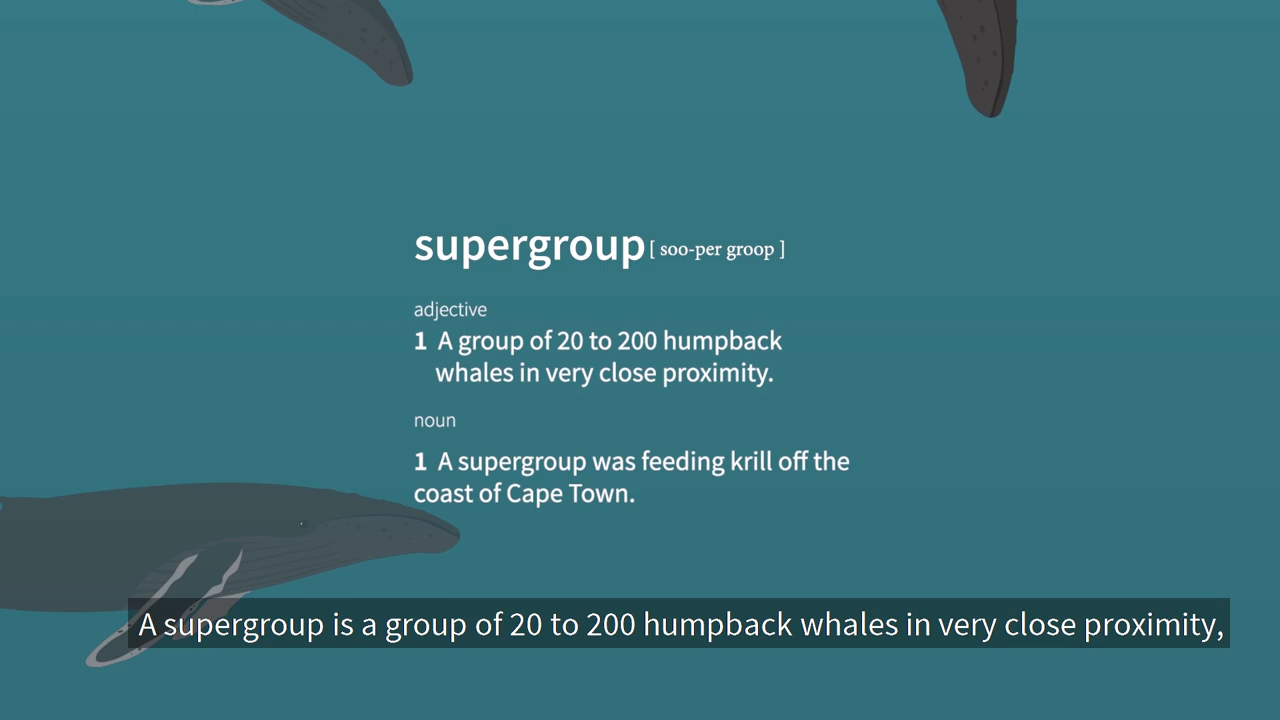 supergroup [ soo-per groop ]
adjective
1 A group of 20 to 200 humpback
whales in very close proximity.
noun
1 A supergroup was feeding krill off the
coast of Cape Town.
A supergroup is a group of 20 to 200 humpback whales in very close proximity,